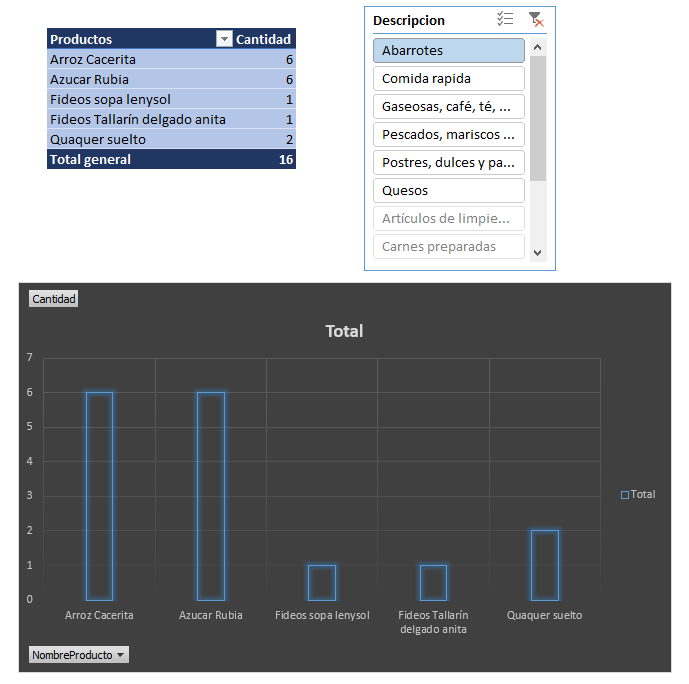 Productos Cantidad
Arroz Cacerita 6
Azucar Rubia 6
Fideos sopa lenysol 1
Fideos Tallarín delgado anita 1
Quaquer suelto 2
Total general 16
Descripcion
Abarrotes
Comida rapida
Gaseosas, café, té, ...
Pescados, mariscos ...
Postres, dulces y pa...
Quesos
Artículos de limpie...
Carnes preparadas
Cantidad
Total
7
6
5
4
3
2
1
0
Arroz Cacerita
Azucar Rubia
Fideos sopa lenysol
Fideos Tallarín
delgado anita
Quaquer suelto
Total
NombreProducto